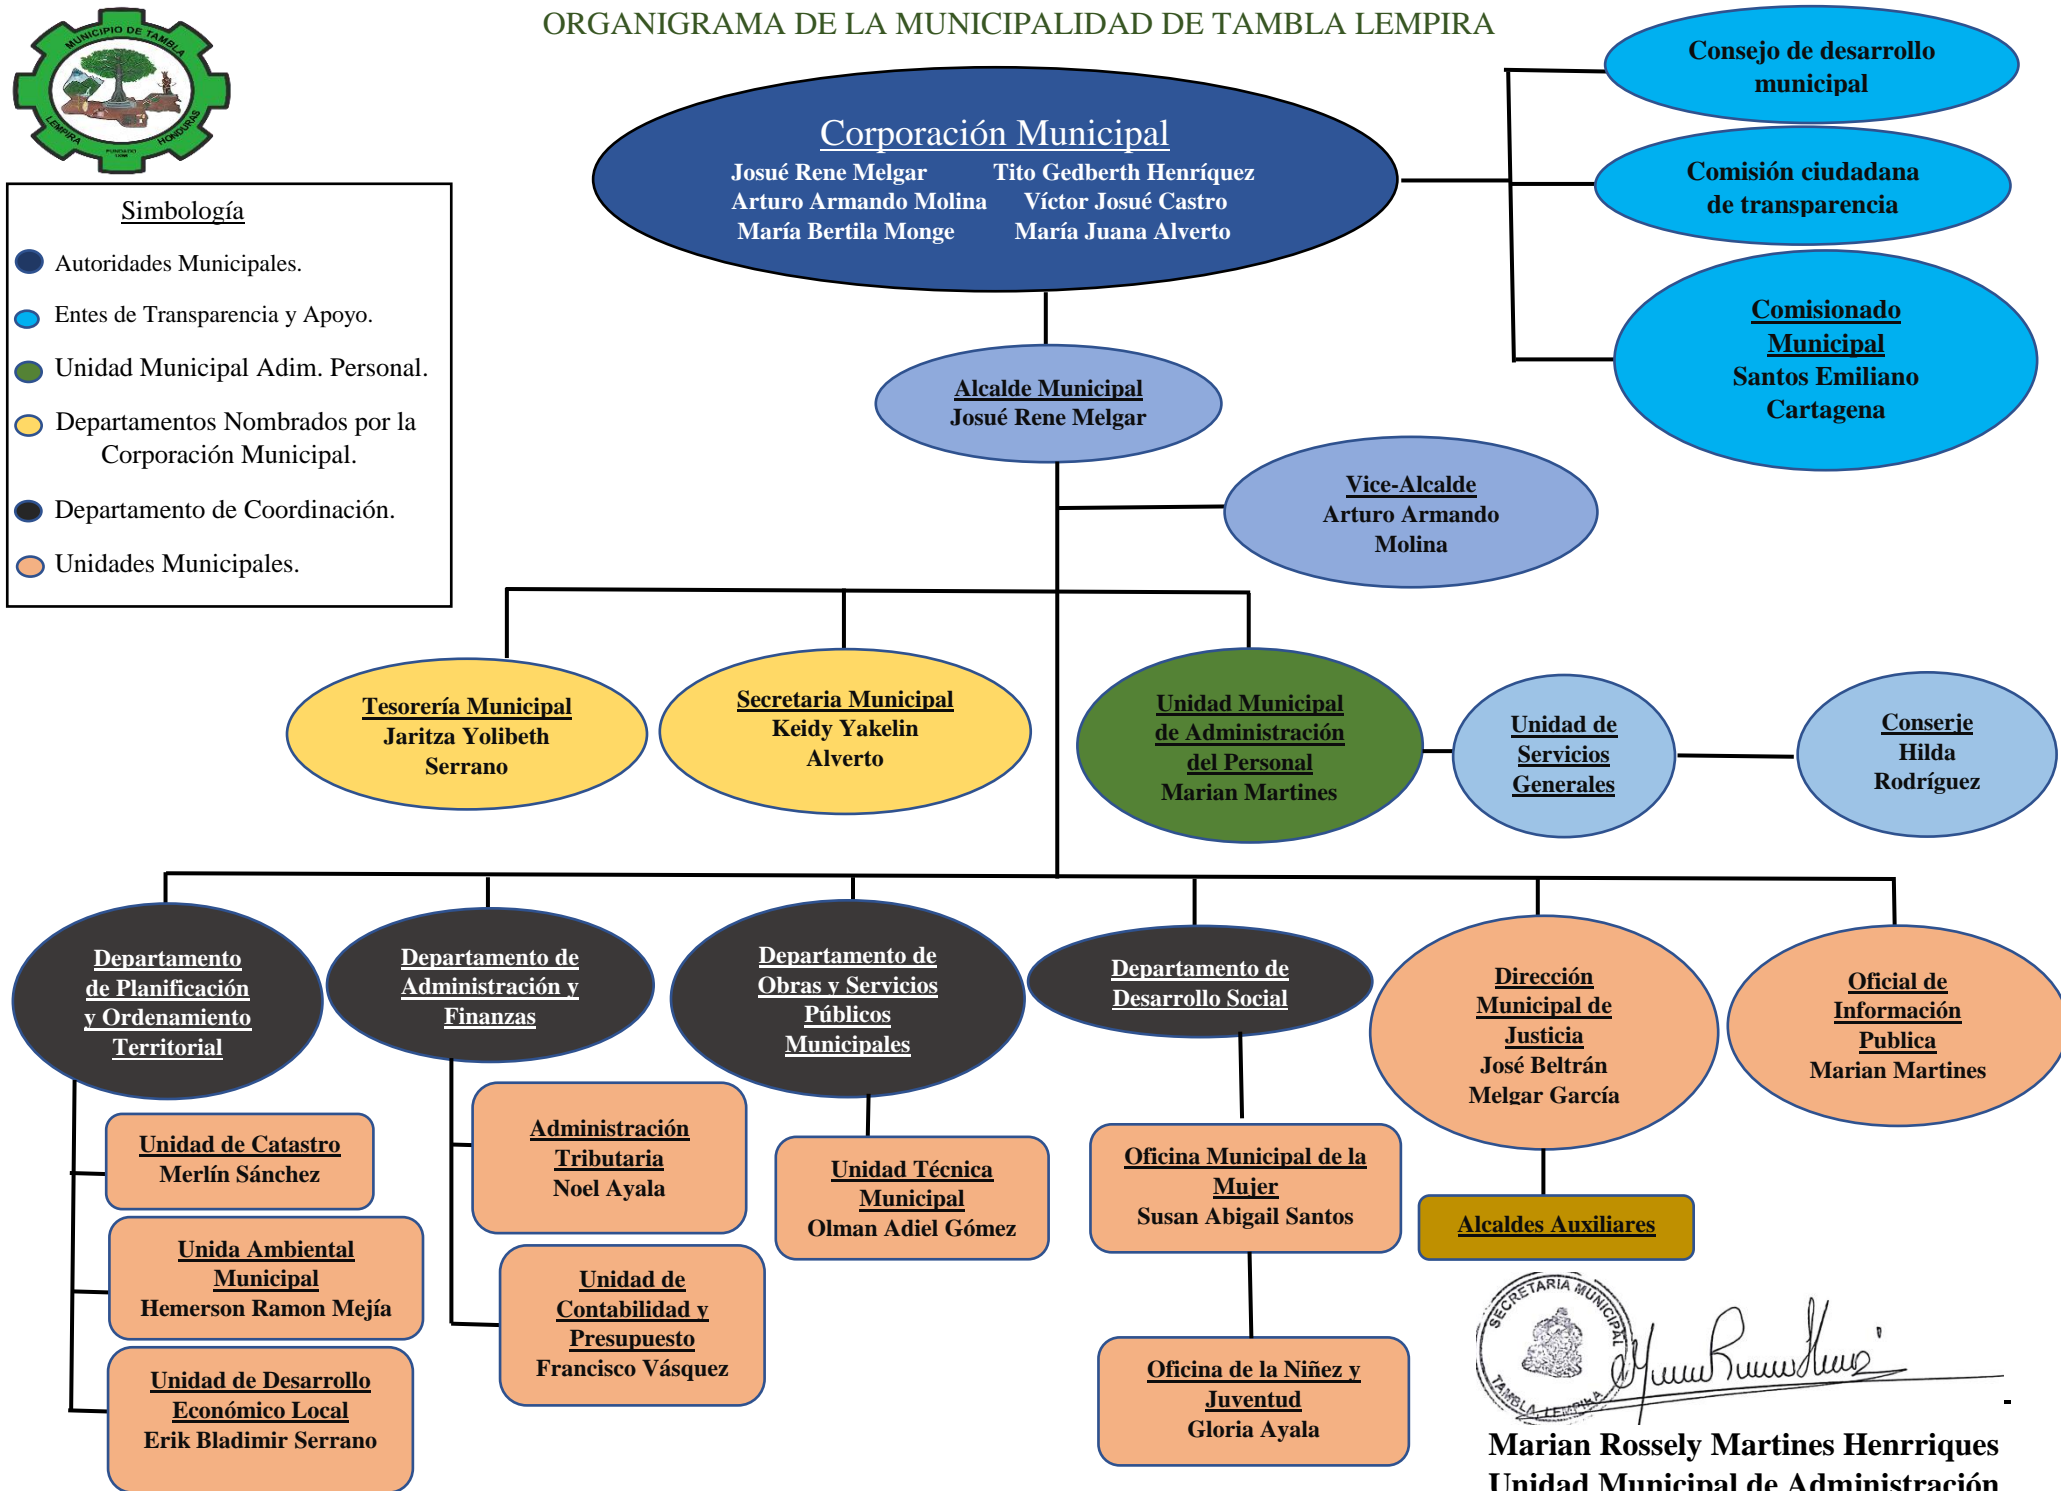 ORGANIGRAMA DE LA MUNICIPALIDAD DE TAMBLA LEMPIRA
MUNICIPIO DE TAMBLA
LEMPIRA
HONDURAS
FUNDADO
Simbología
Autoridades Municipales.
Entes de Transparencia y Apoyo.
Unidad Municipal Adim. Personal.
Departamentos Nombrados por la
Corporación Municipal.
Departamento de Coordinación.
Unidades Municipales.
Corporación Municipal
Josué Rene Melgar Tito Gedberth Henríquez
Arturo Armando Molina Víctor Josué Castro
María Bertila Monge María Juana Alverto
Consejo de desarrollo
municipal
Comisión ciudadana
de transparencia
Comisionado
Municipal
Santos Emiliano
Cartagena
Alcalde Municipal
Josué Rene Melgar
Vice-Alcalde
Arturo Armando
Molina
Tesorería Municipal
Jaritza Yolibeth
Serrano
Secretaria Municipal
Keidy Yakelin
Alverto
Unidad Municipal
de Administración
del Personal
Marian Martines
Unidad de
Servicios
Generales
Conserje
Hilda
Rodríguez
Departamento
de Planificación
y Ordenamiento
Territorial
Departamento de
Administración y
Finanzas
Departamento de
Obras y Servicios
Públicos
Municipales
Departamento de
Desarrollo Social
Dirección
Municipal de
Justicia
José Beltrán
Melgar García
Oficial de
Información
Publica
Marian Martines
Unidad de Catastro
Merlín Sánchez
Unida Ambiental
Municipal
Hemerson Ramon Mejía
Unidad de Desarrollo
Económico Local
Erik Bladimir Serrano
Administración
Tributaria
Noel Ayala
Unidad de
Contabilidad y
Presupuesto
Francisco Vásquez
Unidad Técnica
Municipal
Olman Adiel Gómez
Oficina Municipal de la
Mujer
Susan Abigail Santos
Oficina de la Niñez y
Juventud
Gloria Ayala
Alcaldes Auxiliares
SECRETARIA MUNICIPAL
TAMBLA, LEMPIRA
Marian Rossely Martines Henrriques
Unidad Municipal de Administración